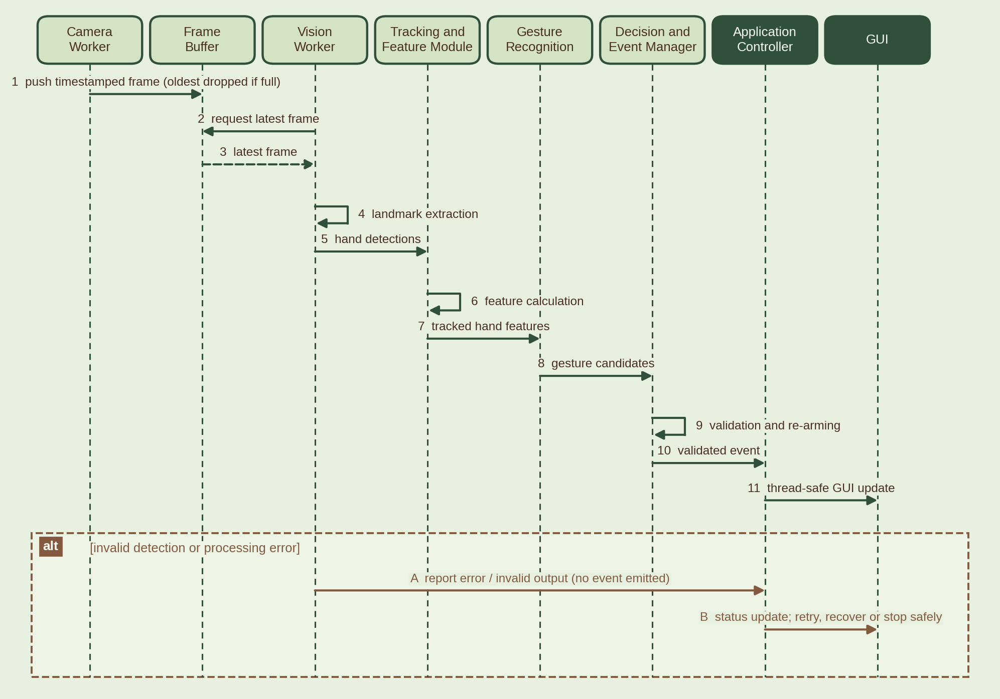 Camera
Worker
Frame
Buffer
Vision
Worker
Tracking and
Feature Module
Gesture
Recognition
Decision and
Event Manager
Application
Controller
GUI
1 push timestamped frame (oldest dropped if full)
2 request latest frame
3 latest frame
4 landmark extraction
5 hand detections
6 feature calculation
7 tracked hand features
8 gesture candidates
9 validation and re-arming
10 validated event
11 thread-safe GUI update
alt
[invalid detection or processing error]
A report error / invalid output (no event emitted)
B status update; retry, recover or stop safely